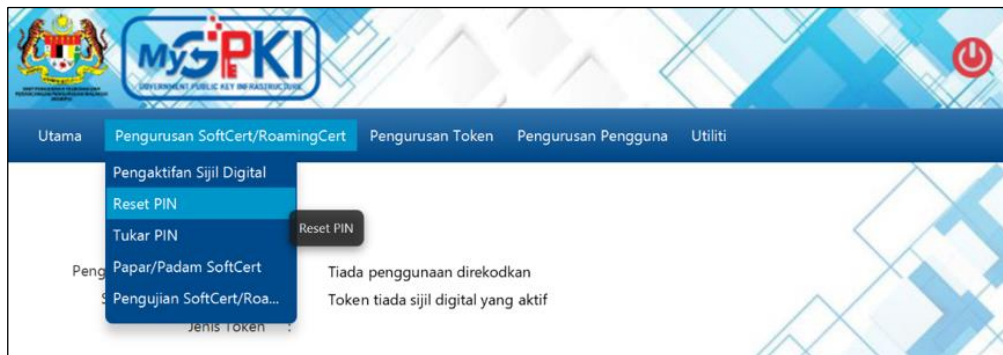 MyGPKI
GOVERNMENT PUBLIC KEY INFRASTRUCTURE
Utama Pengurusan SoftCert/RoamingCert Pengurusan Token Pengurusan Pengguna Utiliti
Pengaktifan Sijil Digital
Reset PIN
Reset PIN
Tukar PIN
Papar/Padam SoftCert
Pengujian SoftCert/Roa...
Tiada penggunaan direkodkan
Token tiada sijil digital yang aktif
Jenis Token :